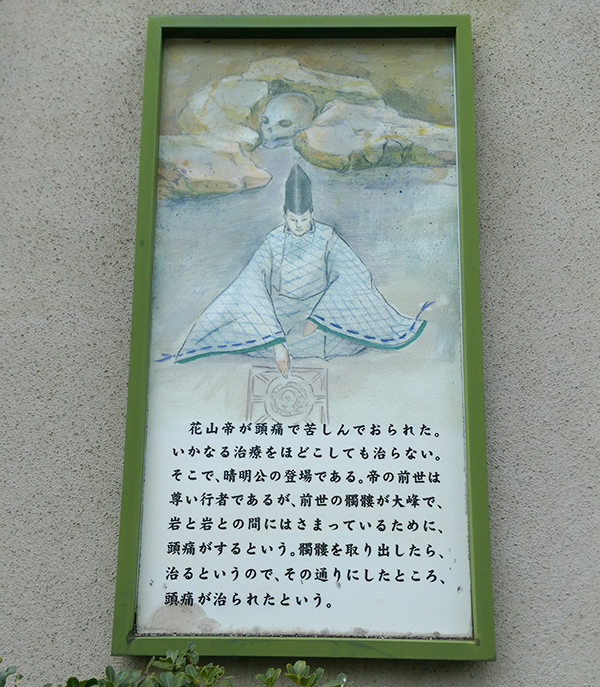 花山帝が頭痛で苦しんでおられた。
いかなる治療をほどこしても治らない。
そこで、晴明公の登場である。帝の前世は
尊い行者であるが、前世の髑髏が大峰で、
岩と岩との間にはさまっているために、
頭痛がするという。髑髏を取り出したら、
治るというので、その通りにしたところ、
頭痛が治られたという。